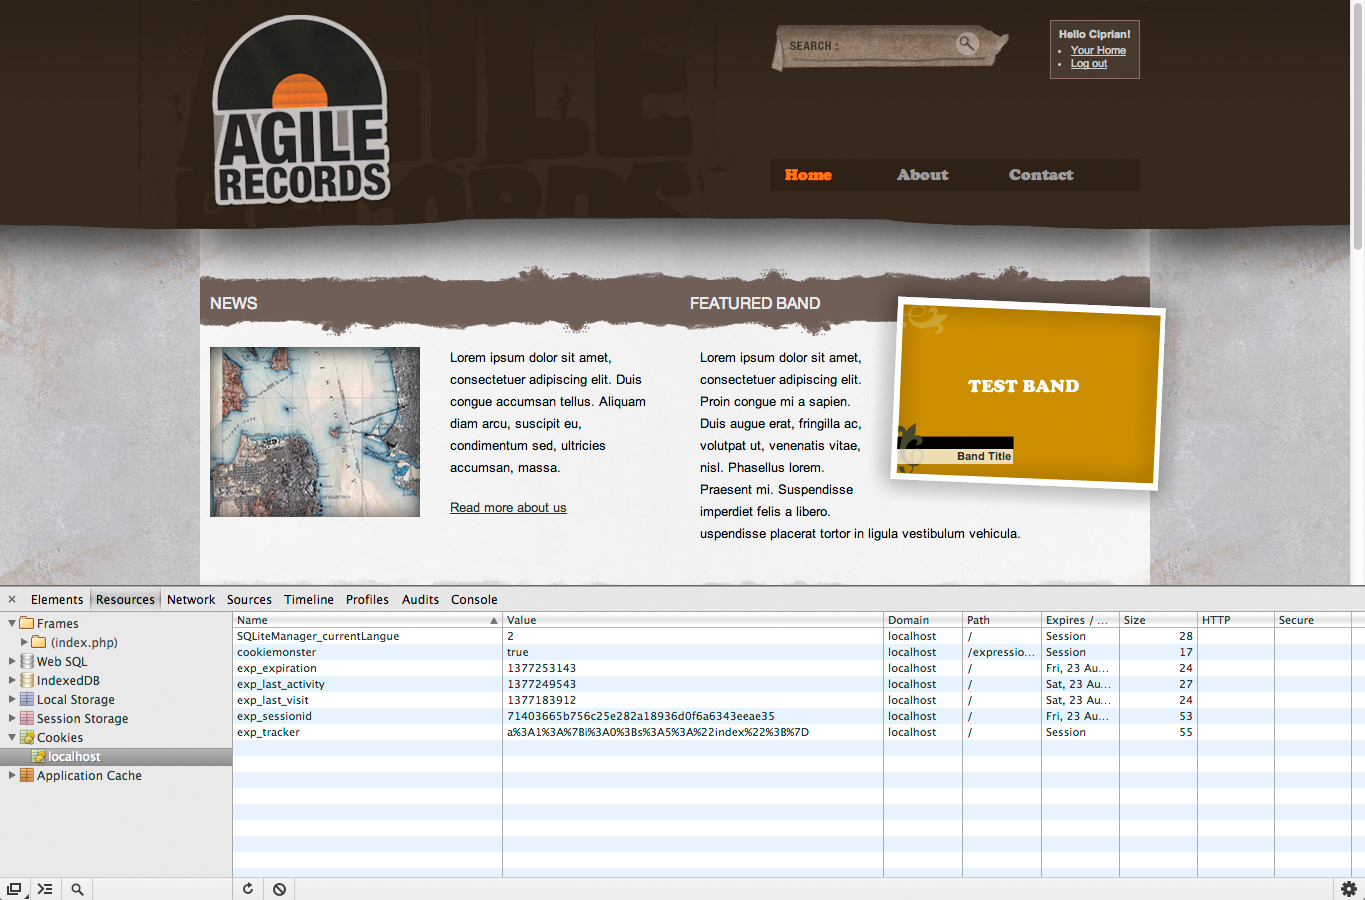 AGILE
RECORDS
SEARCH :
Hello Ciprian!
Your Home
Log out
Home
About
Contact
NEWS
Lorem ipsum dolor sit amet,
consectetuer adipiscing elit. Duis
congue accumsan tellus. Aliquam
diam arcu, suscipit eu,
condimentum sed, ultricies
accumsan, massa.
Read more about us
FEATURED BAND
Lorem ipsum dolor sit amet,
consectetuer adipiscing elit.
Proin congue mi a sapien.
Duis augue erat, fringilla ac,
volutpat ut, venenatis vitae,
nisl. Phasellus lorem.
Praesent mi. Suspendisse
imperdiet felis a libero.
uspendisse placerat tortor in ligula vestibulum vehicula.
TEST BAND
Band Title
× Elements Resources Network Sources Timeline Profiles Audits Console
Frames
(index.php)
Web SQL
IndexedDB
Local Storage
Session Storage
Cookies
localhost
Application Cache
Name Value Domain Path Expires / ... Size HTTP Secure
SQLiteManager_currentLangue 2 localhost / Session 28
cookiemonster true localhost /expressio... Session 17
exp_expiration 1377253143 localhost / Fri, 23 Au... 24
exp_last_activity 1377249543 localhost / Sat, 23 Au... 27
exp_last_visit 1377183912 localhost / Sat, 23 Au... 24
exp_sessionid 71403665b756c25e282a18936d0f6a6343eeae35 localhost / Fri, 23 Au... 53
exp_tracker a%3A1%3A%7Bi%3A0%3Bs%3A5%3A%22index%22%3B%7D localhost / Session 55